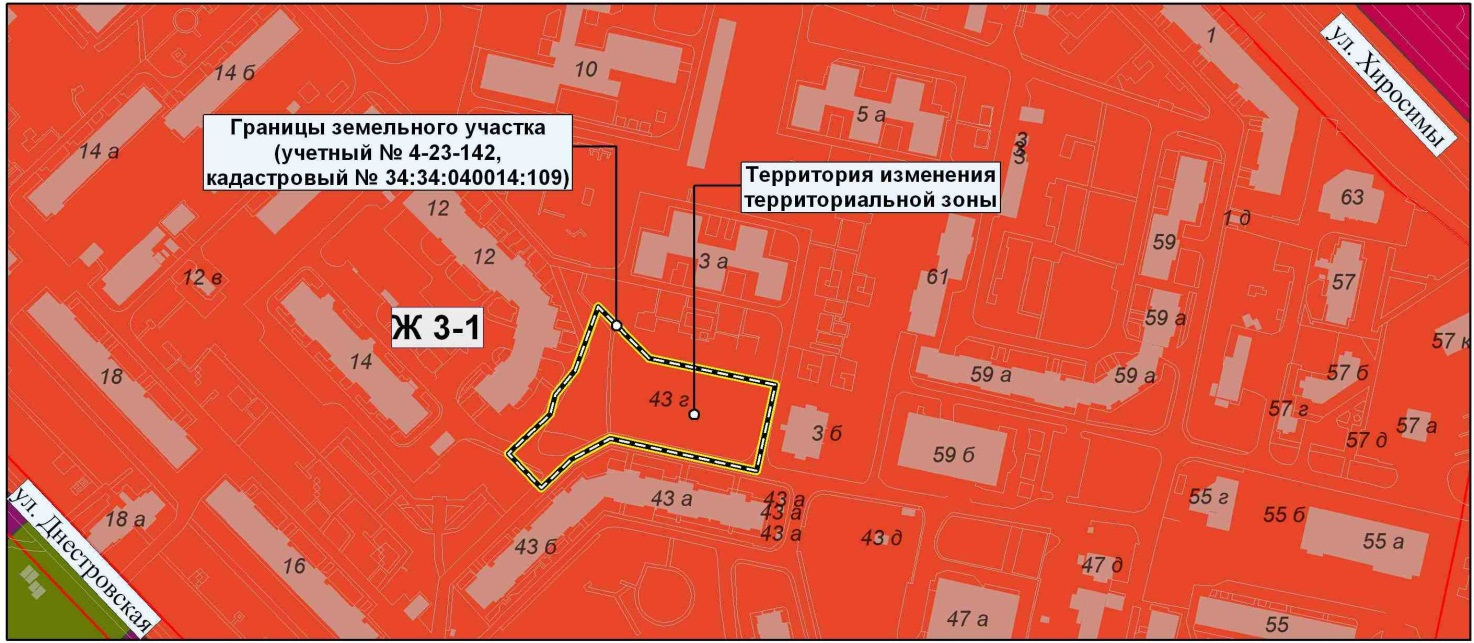 1
ул. Хиросимы
14 б
10
5 а
14 а
Границы земельного участка
(учетный № 4-23-142,
кадастровый № 34:34:040014:109)
3
3
3
Территория изменения
территориальной зоны
63
12
1 д
59
12
3 а
12 в
61
57
Ж 3-1
59 а
57 к
14
18
59 а
59 а
57 б
43 г
57 г
57 а
3 б
57 д
59 б
ул. Днестровская
43 а
43 а
43 а
43 а
55 г
55 б
18 а
43 б
43 д
55 а
16
47 д
47 а
55